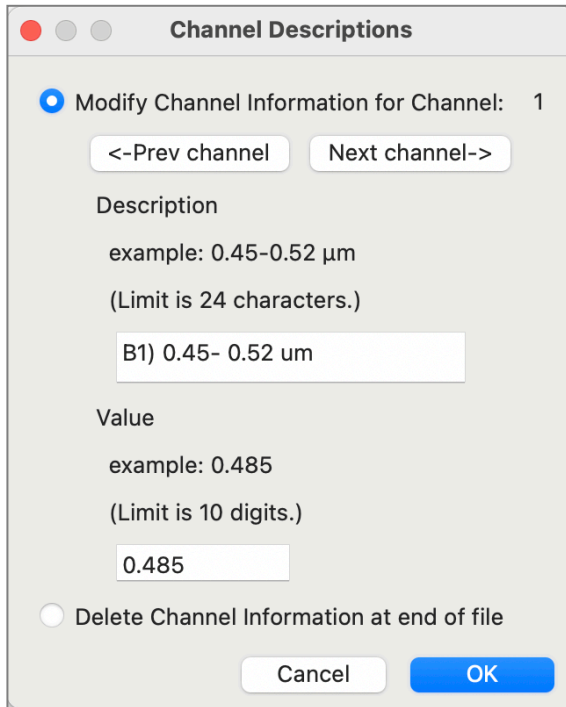 Channel Descriptions
Modify Channel Information for Channel: 1
<-Prev channel Next channel->
Description
example: 0.45-0.52 µm
(Limit is 24 characters.)
B1) 0.45- 0.52 um
Value
example: 0.485
(Limit is 10 digits.)
0.485
Delete Channel Information at end of file
Cancel OK